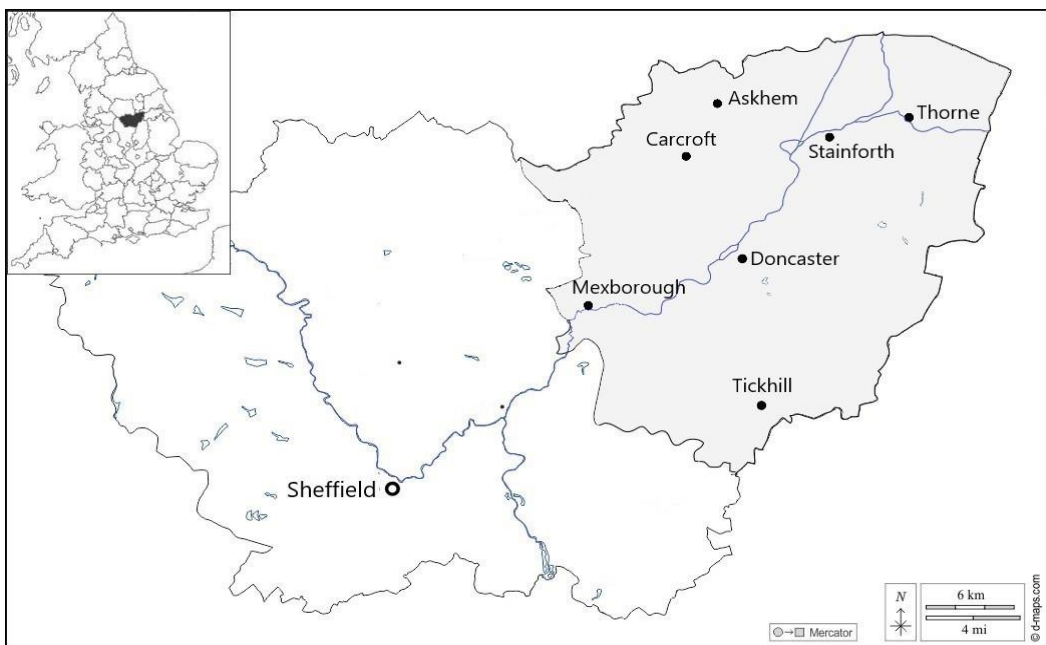 Askhem
Thorne
Carcroft
Stainforth
Doncaster
Mexborough
Tickhill
Sheffield
N
6 km
4 mi
Mercator
© d-maps.com